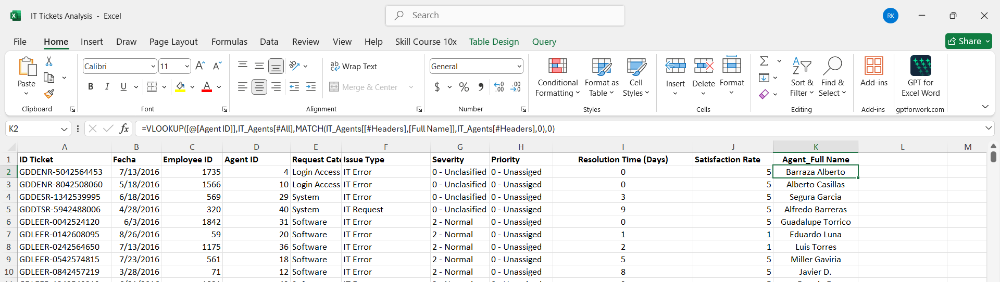 IT Tickets Analysis - Excel
Search
RK
File Home Insert Draw Page Layout Formulas Data Review View Help Skill Course 10x Table Design Query
Share
Paste
Clipboard
Calibri 11
B I U
Font
Wrap Text
Merge & Center
Alignment
General
$ % 9
Number
Conditional Formatting
Format as Table
Cell Styles
Styles
Insert Delete Format
Cells
Sort & Filter
Find & Select
Editing
Add-ins
Add-ins
GPT for Excel Word
gptforwork.com
K2 fx =VLOOKUP([@[Agent ID]],IT_Agents[#All],MATCH(IT_Agents[[#Headers],[Full Name]],IT_Agents[#Headers],0),0)
A B C D E F G H I J K L M
1 ID Ticket Fecha Employee ID Agent ID Request Cate Issue Type Severity Priority Resolution Time (Days) Satisfaction Rate Agent_Full Name
2 GDDENR-5042564453 7/13/2016 1735 4 Login Access IT Error 0 - Unclasified 0 - Unassiged 0 5 Barraza Alberto
3 GDDENR-8042508060 5/18/2016 1566 10 Login Access IT Error 0 - Unclasified 0 - Unassiged 0 5 Alberto Casillas
4 GDDESR-1342539995 6/18/2016 569 29 System IT Error 0 - Unclasified 0 - Unassiged 3 5 Segura Garcia
5 GDDTSR-5942488006 4/28/2016 320 40 System IT Request 0 - Unclasified 0 - Unassiged 9 5 Alfredo Barreras
6 GDLEER-0042524120 6/3/2016 1842 31 Software IT Error 2 - Normal 0 - Unassiged 0 5 Guadalupe Torrico
7 GDLEER-0142608095 8/26/2016 59 20 Software IT Error 2 - Normal 0 - Unassiged 1 1 Eduardo Luna
8 GDLEER-0242564650 7/13/2016 1175 36 Software IT Error 2 - Normal 0 - Unassiged 2 1 Luis Torres
9 GDLEER-0542574815 7/23/2016 561 18 Software IT Error 2 - Normal 0 - Unassiged 5 5 Miller Gaviria
10 GDLEER-0842457219 3/28/2016 71 12 Software IT Error 2 - Normal 0 - Unassiged 8 5 Javier D.